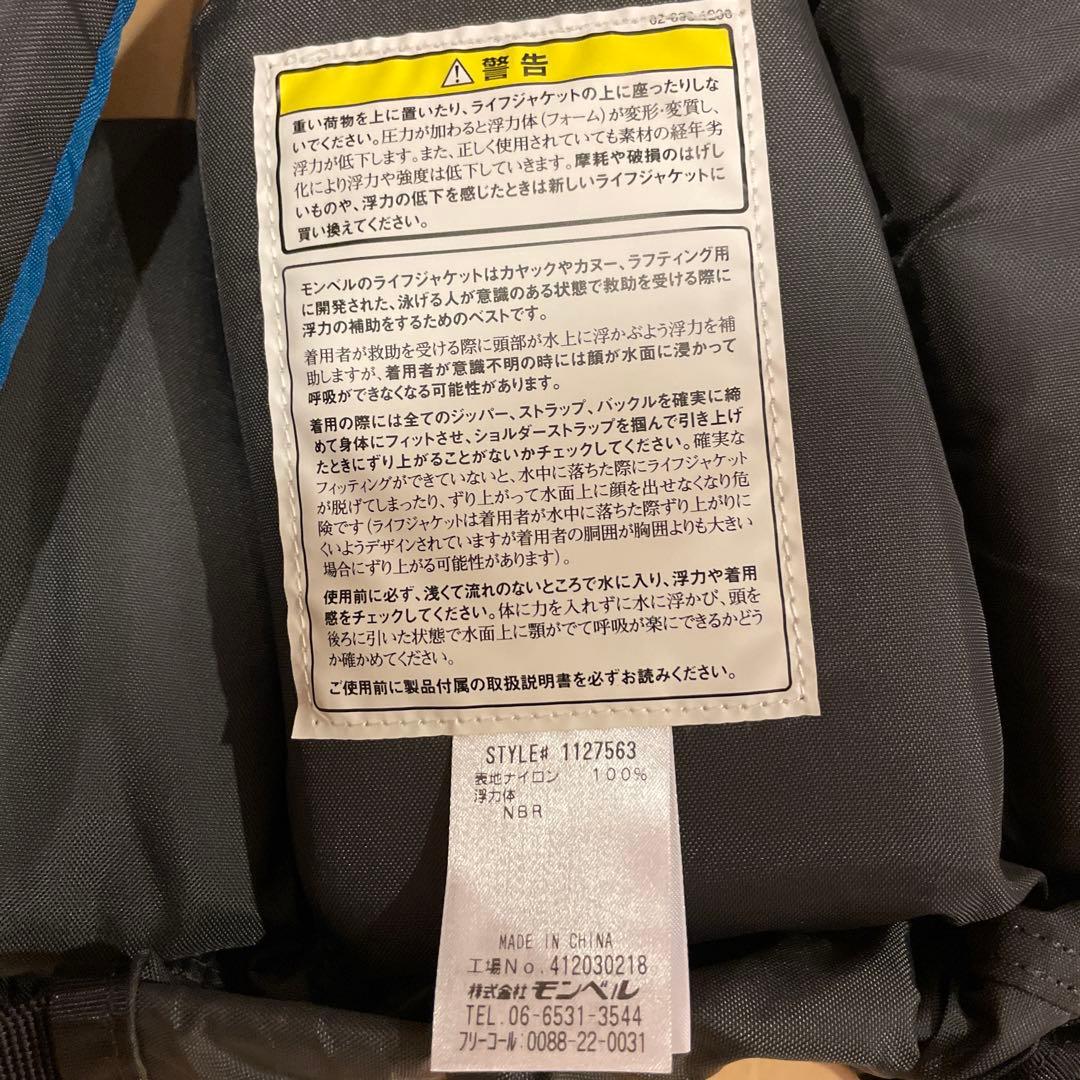 警告
重い荷物を上に置いたり、ライフジャケットの上に座ったりしな
いでください。圧力が加わると浮力体（フォーム）が変形・変質し、
浮力が低下します。また、正しく使用されていても素材の経年劣
化により浮力や強度は低下していきます。摩耗や破損のはげし
いものや、浮力の低下を感じたときは新しいライフジャケットに
買い換えてください。
モンベルのライフジャケットはカヤックやカヌー、ラフティング用
に開発された、泳げる人が意識のある状態で救助を受ける際に
浮力の補助をするためのベストです。
着用者が救助を受ける際に頭部が水上に浮かぶよう浮力を補
助しますが、着用者が意識不明の時には顔が水面に浸かって
呼吸ができなくなる可能性があります。
着用の際には全てのジッパー、ストラップ、バックルを確実に締
めて身体にフィットさせ、ショルダーストラップを掴んで引き上げ
たときにずり上がることがないかチェックしてください。確実な
フィッティングができていないと、水中に落ちた際にライフジャケット
が脱げてしまったり、ずり上がって水面上に顔を出せなくなり危
険です（ライフジャケットは着用者が水中に落ちた際ずり上がりに
くいようデザインされていますが着用者の胴囲が胸囲よりも大きい
場合にずり上がる可能性があります）。
使用前に必ず、浅くて流れのないところで水に入り、浮力や着用
感をチェックしてください。体に力を入れずに水に浮かび、頭を
後ろに引いた状態で水面上に顎がでて呼吸が楽にできるかどう
か確かめてください。
ご使用前に製品付属の取扱説明書を必ずお読みください。
STYLE# 1127563
表地ナイロン 100%
浮力体
NBR
MADE IN CHINA
工場No.412030218
株式会社 モンベル
TEL.06-6531-3544
フリーコール:0088-22-0031